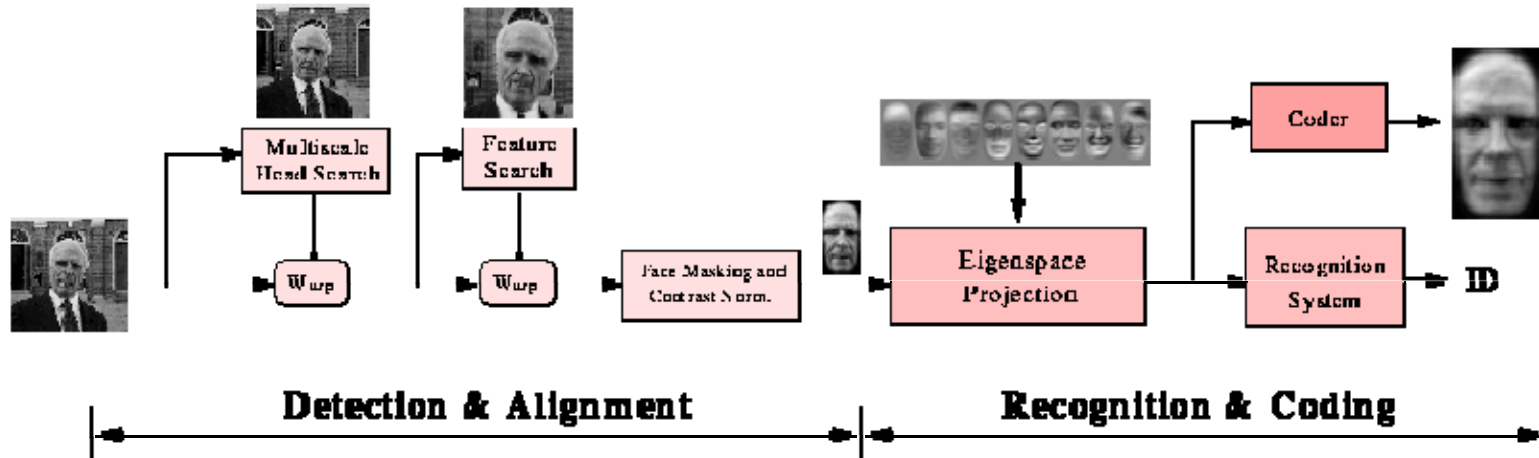 Multiscale
Head Search
Feature
Search
Coder
Warp
Warp
Face Masking and
Contrast Norm.
Eigenspace
Projection
Recognition
System
ID
Detection & Alignment
Recognition & Coding